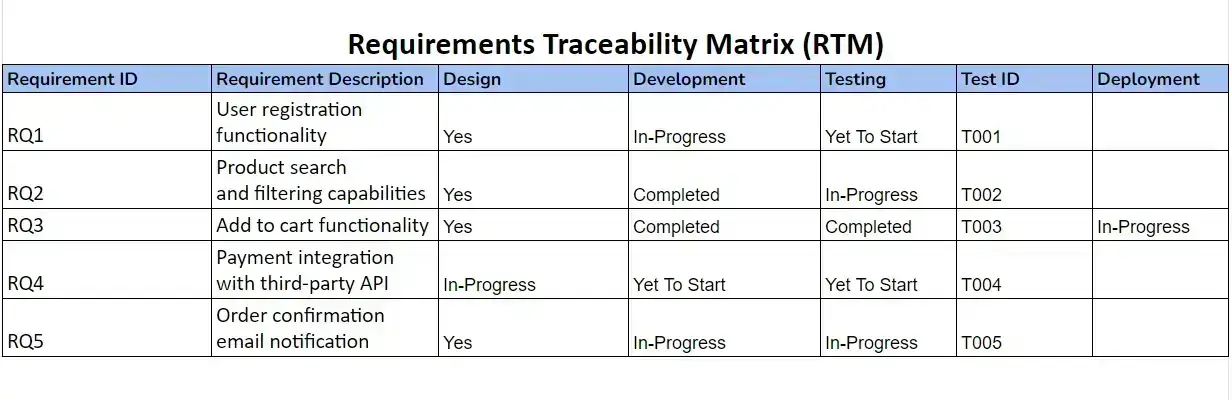 Requirements Traceability Matrix (RTM)
Requirement ID Requirement Description Design Development Testing Test ID Deployment
User registration
RQ1 functionality Yes In-Progress Yet To Start T001
Product search
RQ2 and filtering capabilities Yes Completed In-Progress T002
RQ3 Add to cart functionality Yes Completed Completed T003 In-Progress
Payment integration
RQ4 with third-party API In-Progress Yet To Start Yet To Start T004
Order confirmation
RQ5 email notification Yes In-Progress In-Progress T005